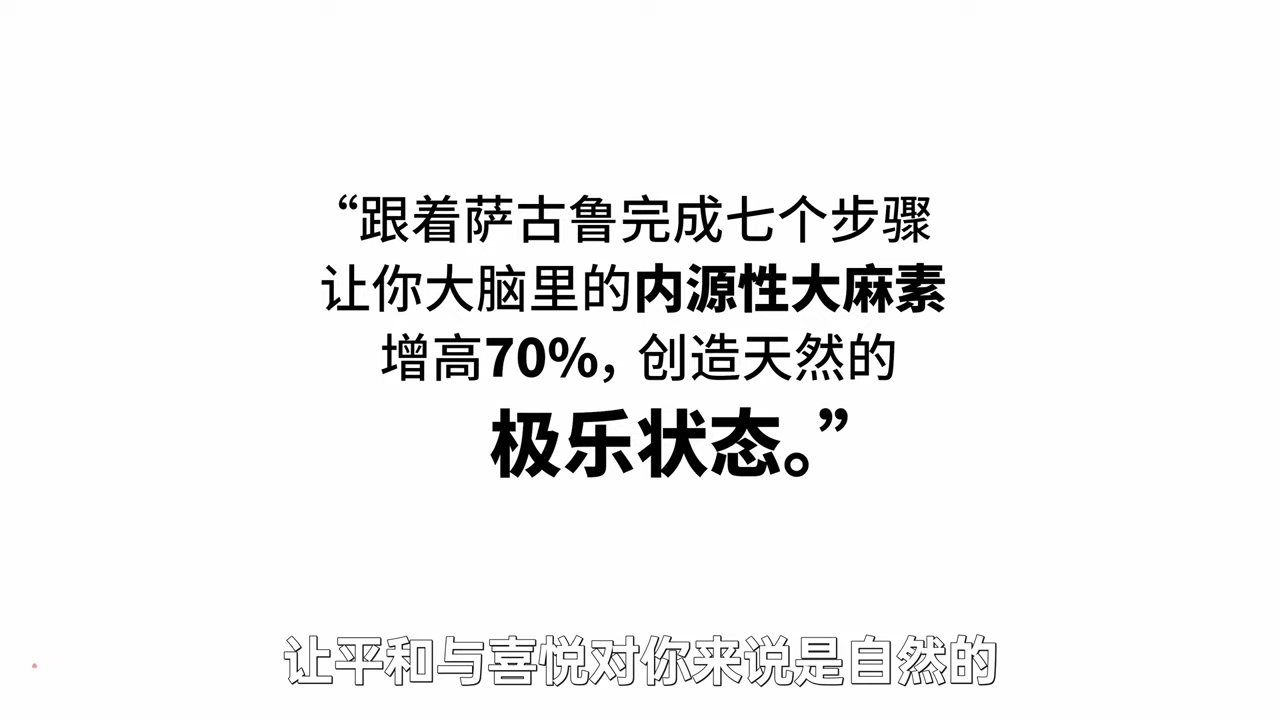 “跟着萨古鲁完成七个步骤
让你大脑里的内源性大麻素
增高70%，创造天然的
极乐状态。”
让平和与喜悦对你来说是自然的